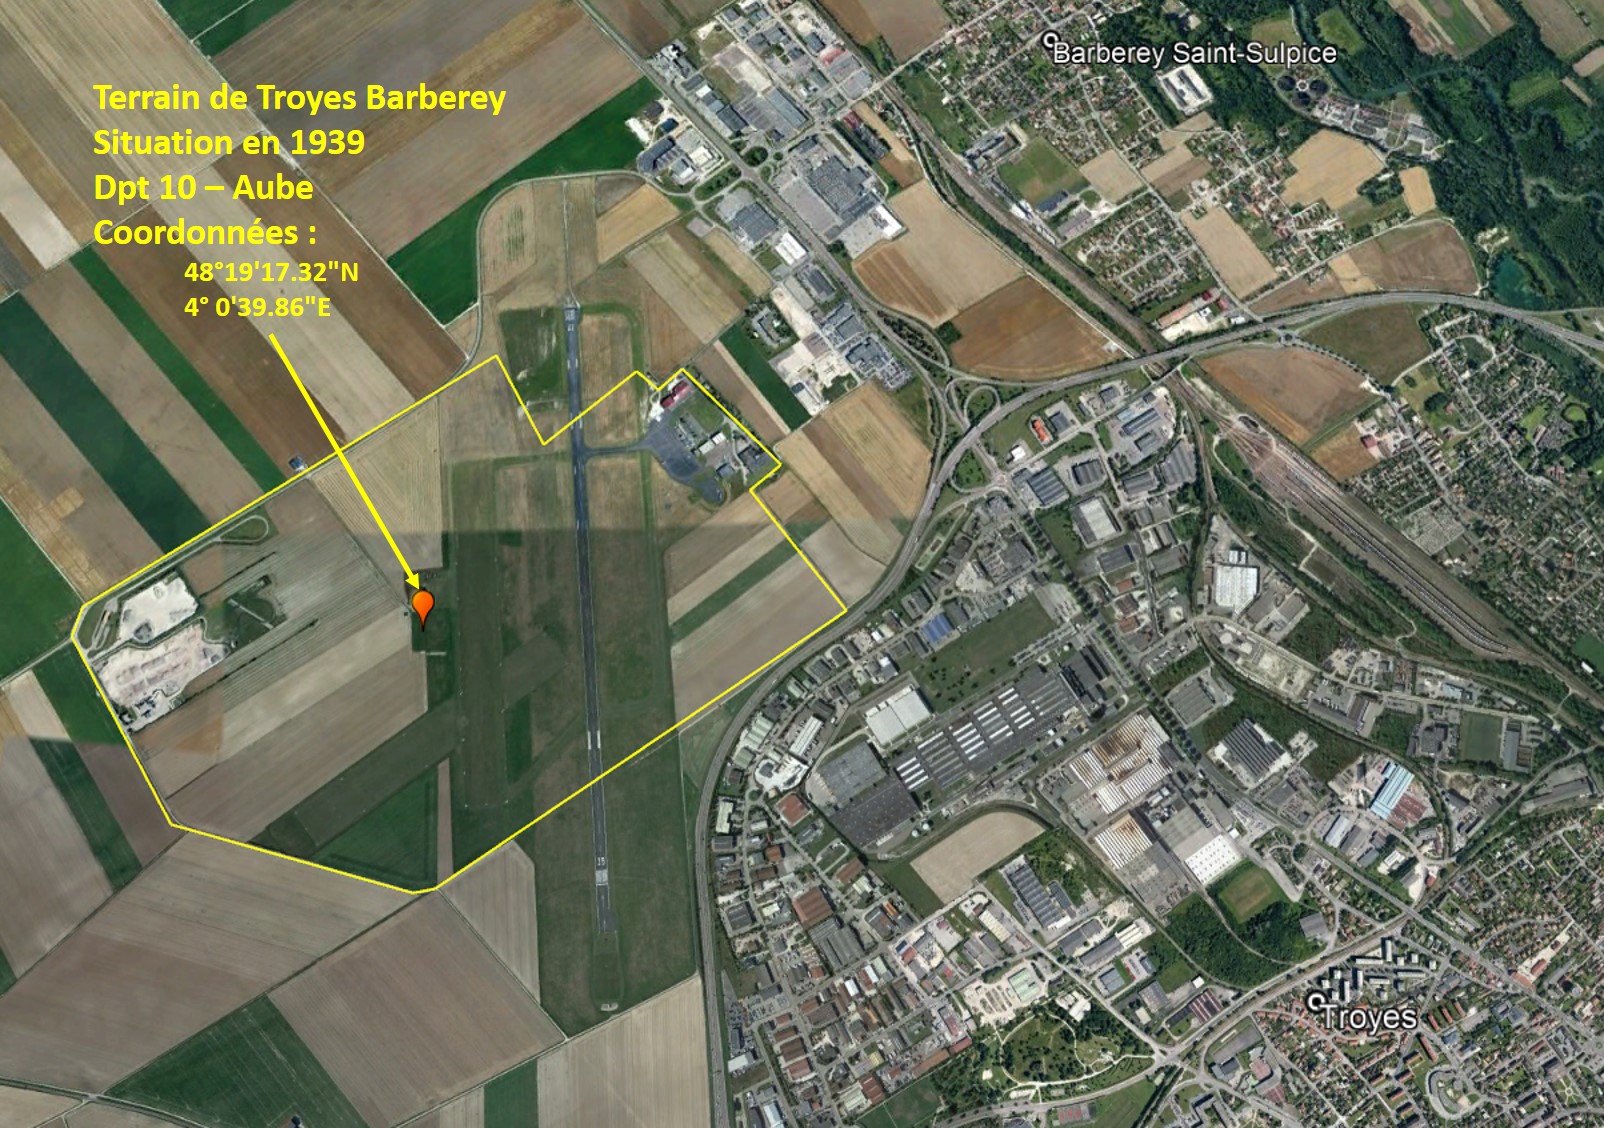 Terrain de Troyes Barberey
Situation en 1939
Dpt 10 – Aube
Coordonnées :
48°19'17.32"N
4° 0'39.86"E
Barberey Saint-Sulpice
Troyes